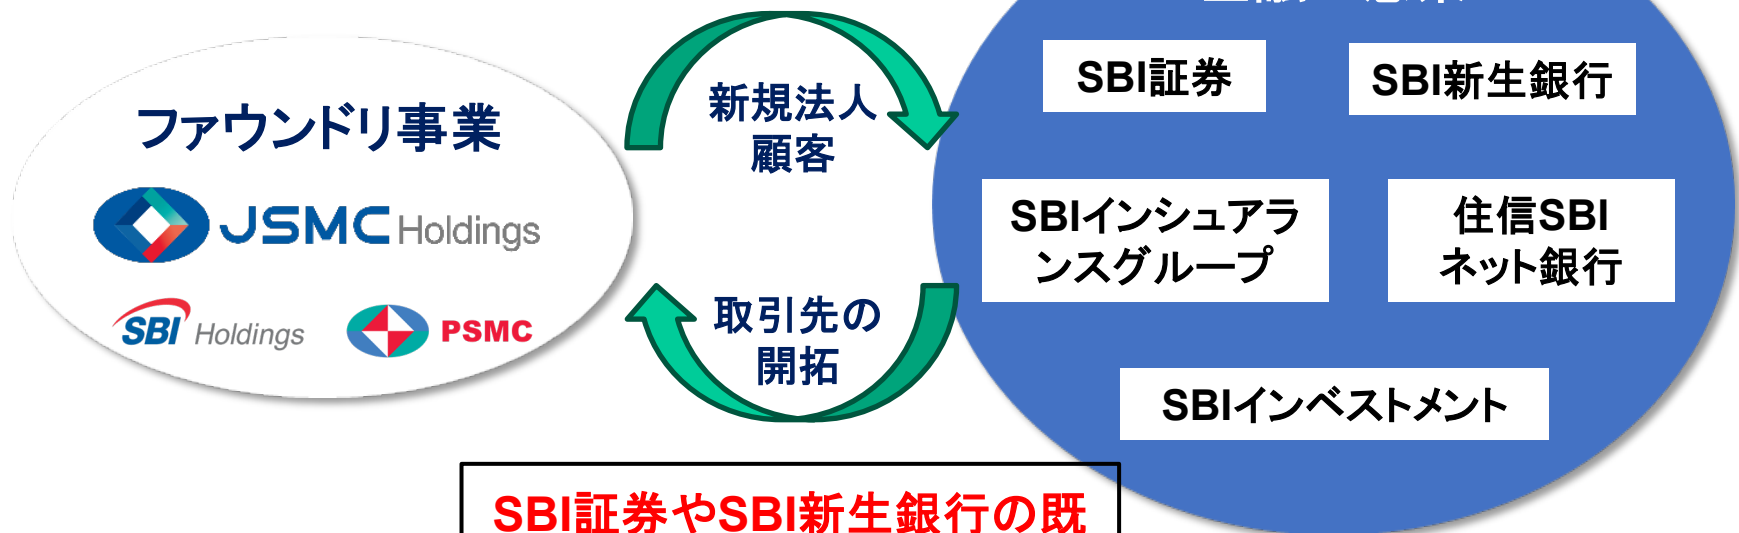 ファウンドリ事業
JSMC Holdings
SBI Holdings
PSMC
新規法人
顧客
取引先の
開拓
SBI証券
SBI新生銀行
SBIインシュアラ
ンスグループ
住信SBI
ネット銀行
SBIインベストメント
SBI証券やSBI新生銀行の既